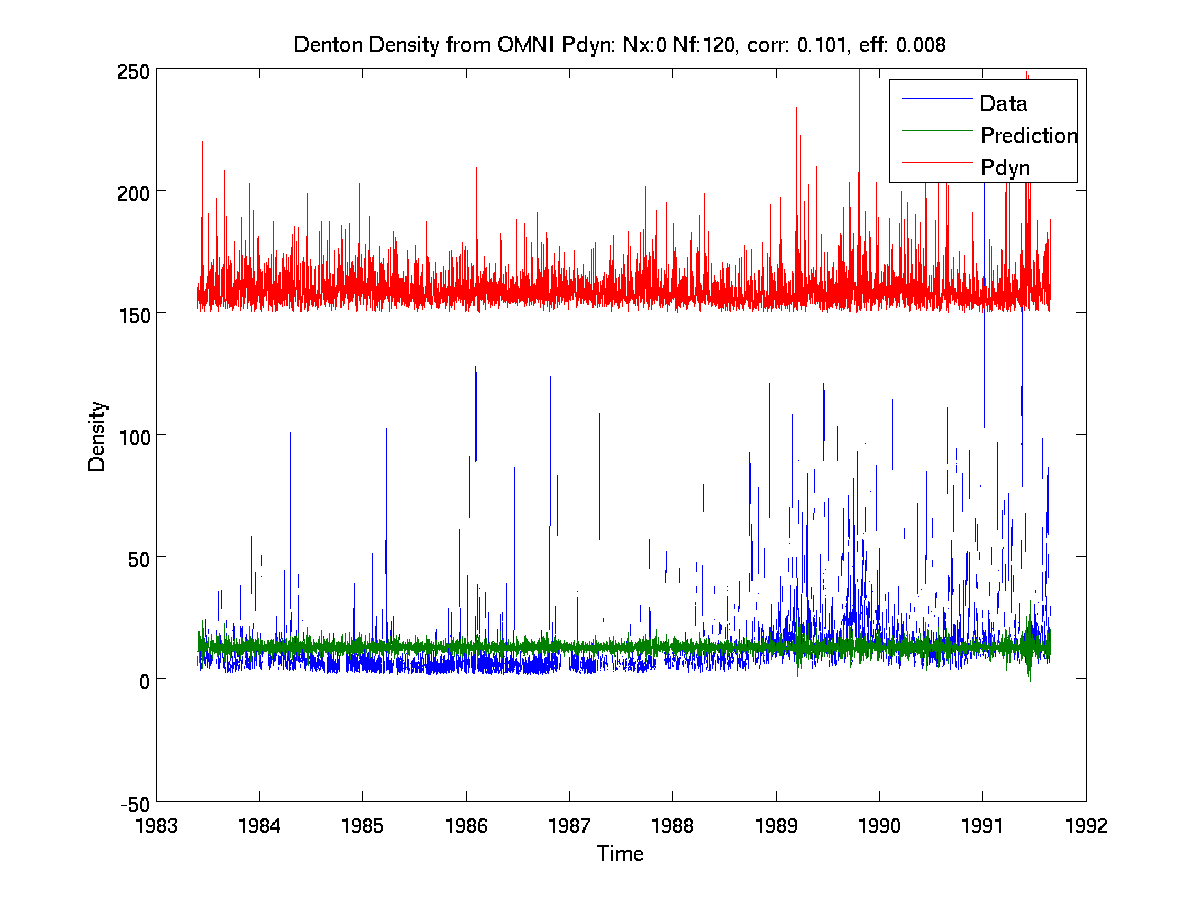 Denton Density from OMNI Pdyn: Nx:0 Nf:120, corr: 0.101, eff: 0.008
250
200
150
100
50
0
-50
Density
Data
Prediction
Pdyn
1983 1984 1985 1986 1987 1988 1989 1990 1991 1992
Time